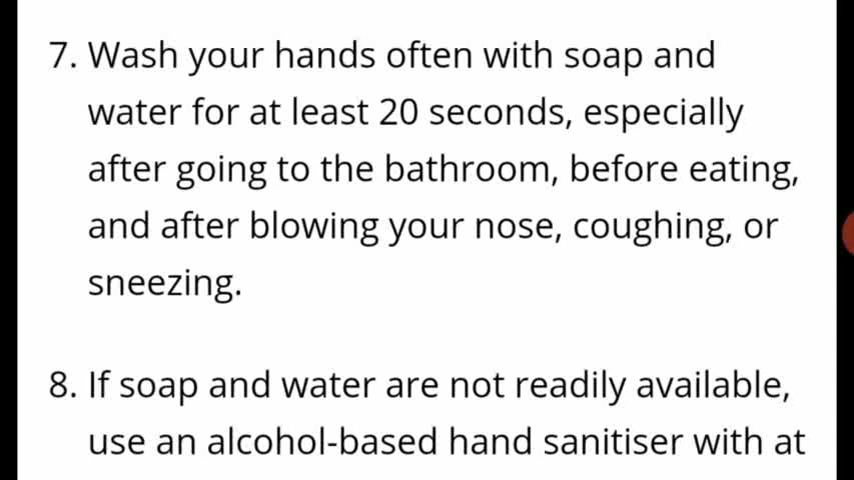 7. Wash your hands often with soap and
water for at least 20 seconds, especially
after going to the bathroom, before eating,
and after blowing your nose, coughing, or
sneezing.
8. If soap and water are not readily available,
use an alcohol-based hand sanitiser with at